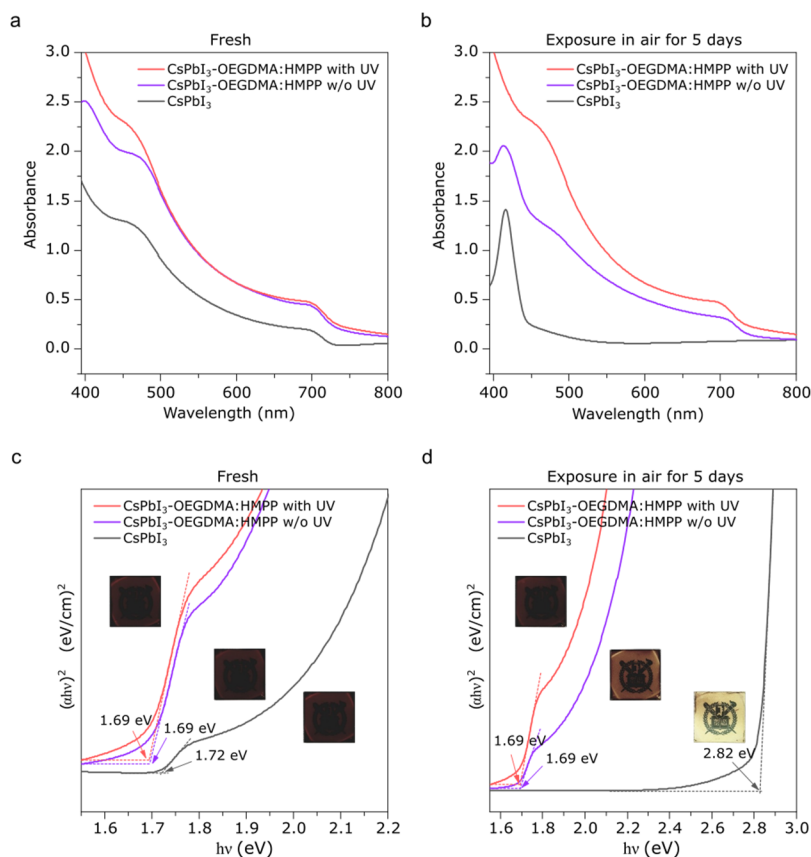 a
Fresh
CsPbI₃-OEGDMA:HMPP with UV
CsPbI₃-OEGDMA:HMPP w/o UV
CsPbI₃
Absorbance
3.0
2.5
2.0
1.5
1.0
0.5
0.0
400 500 600 700 800
Wavelength (nm)
b
Exposure in air for 5 days
CsPbI₃-OEGDMA:HMPP with UV
CsPbI₃-OEGDMA:HMPP w/o UV
CsPbI₃
Absorbance
3.0
2.5
2.0
1.5
1.0
0.5
0.0
400 500 600 700 800
Wavelength (nm)
c
Fresh
CsPbI₃-OEGDMA:HMPP with UV
CsPbI₃-OEGDMA:HMPP w/o UV
CsPbI₃
(αhν)² (eV/cm)²
1.69 eV
1.69 eV
1.72 eV
1.6 1.7 1.8 1.9 2.0 2.1 2.2
hν (eV)
d
Exposure in air for 5 days
CsPbI₃-OEGDMA:HMPP with UV
CsPbI₃-OEGDMA:HMPP w/o UV
CsPbI₃
(αhν)² (eV/cm)²
1.69 eV
1.69 eV
2.82 eV
1.6 1.8 2.0 2.2 2.4 2.6 2.8 3.0
hν (eV)